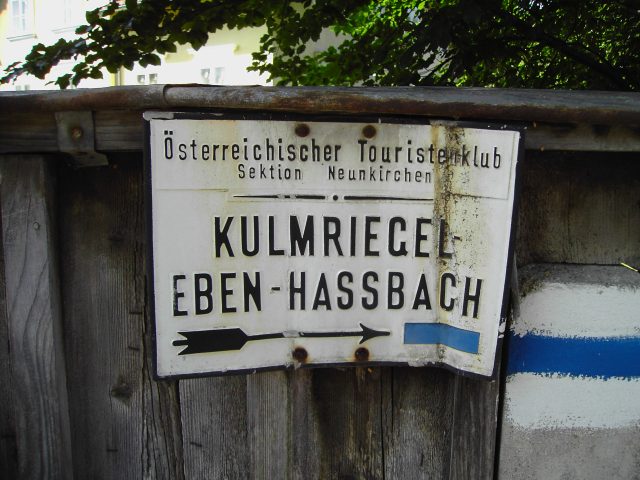 Österreichischer Touristenklub
Sektion Neunkirchen
KULMRIEGEL-
EBEN-HASSBACH